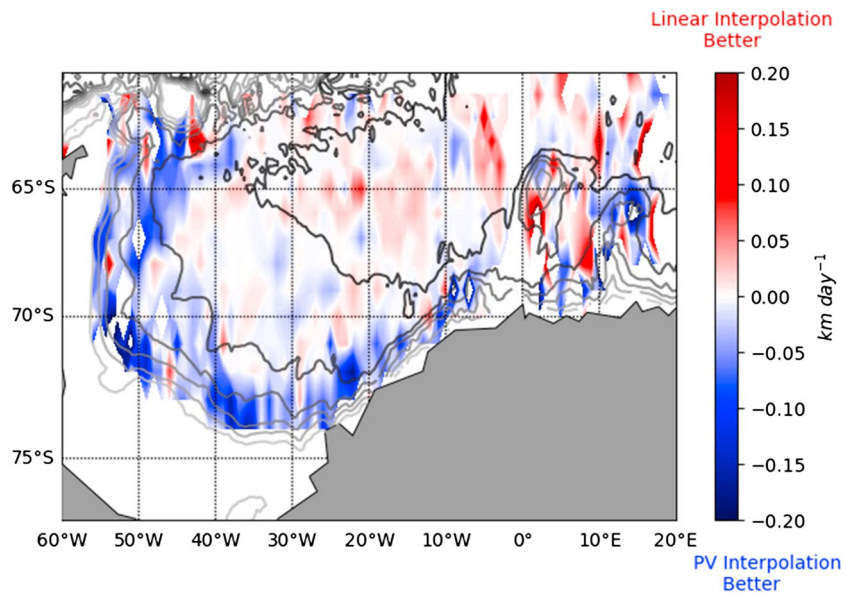 Linear Interpolation
Better
0.20
0.15
0.10
0.05
0.00
−0.05
−0.10
−0.15
−0.20
km day⁻¹
65°S
70°S
75°S
60°W 50°W 40°W 30°W 20°W 10°W 0° 10°E 20°E
PV Interpolation
Better